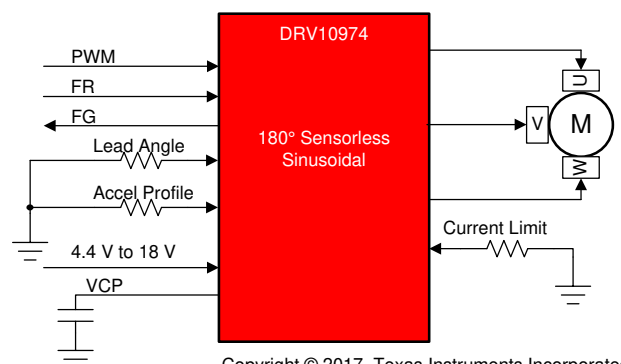 DRV10974
PWM
FR
FG
Lead Angle
180° Sensorless
Sinusoidal
Accel Profile
4.4 V to 18 V
VCP
U
V
M
W
Current Limit
Copyright © 2017, Texas Instruments Incorporate